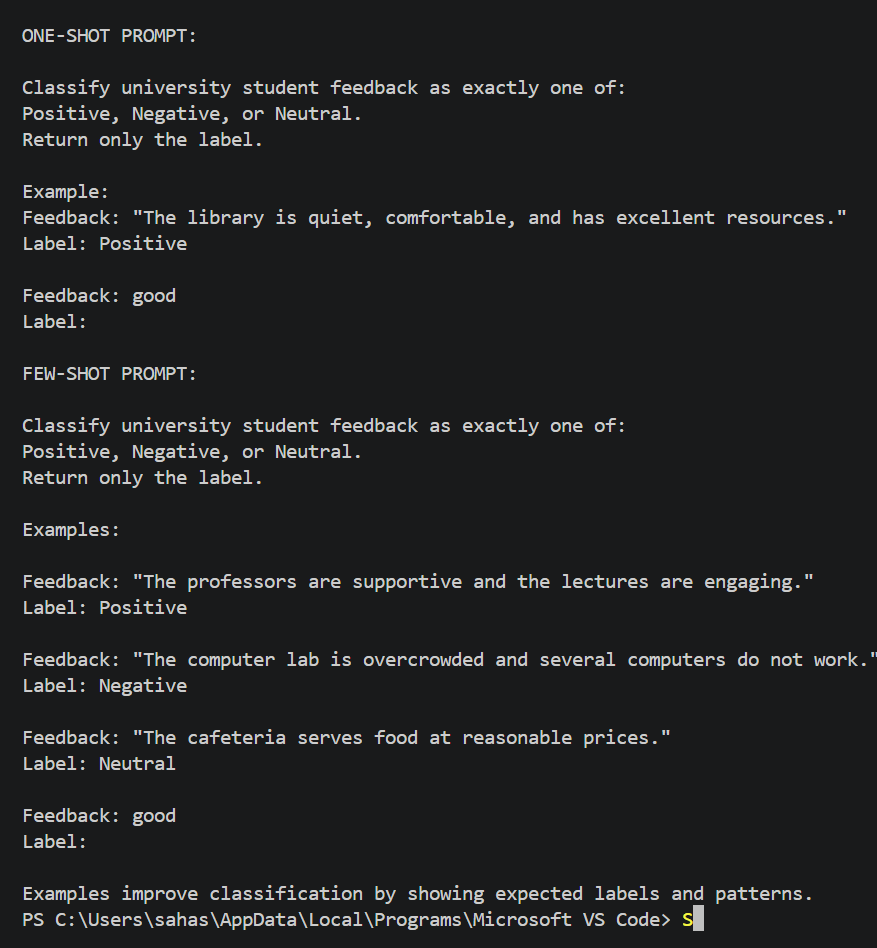 ONE-SHOT PROMPT:
Classify university student feedback as exactly one of:
Positive, Negative, or Neutral.
Return only the label.
Example:
Feedback: "The library is quiet, comfortable, and has excellent resources."
Label: Positive
Feedback: good
Label:
FEW-SHOT PROMPT:
Classify university student feedback as exactly one of:
Positive, Negative, or Neutral.
Return only the label.
Examples:
Feedback: "The professors are supportive and the lectures are engaging."
Label: Positive
Feedback: "The computer lab is overcrowded and several computers do not work."
Label: Negative
Feedback: "The cafeteria serves food at reasonable prices."
Label: Neutral
Feedback: good
Label:
Examples improve classification by showing expected labels and patterns.
PS C:\Users\sahas\AppData\Local\Programs\Microsoft VS Code> S